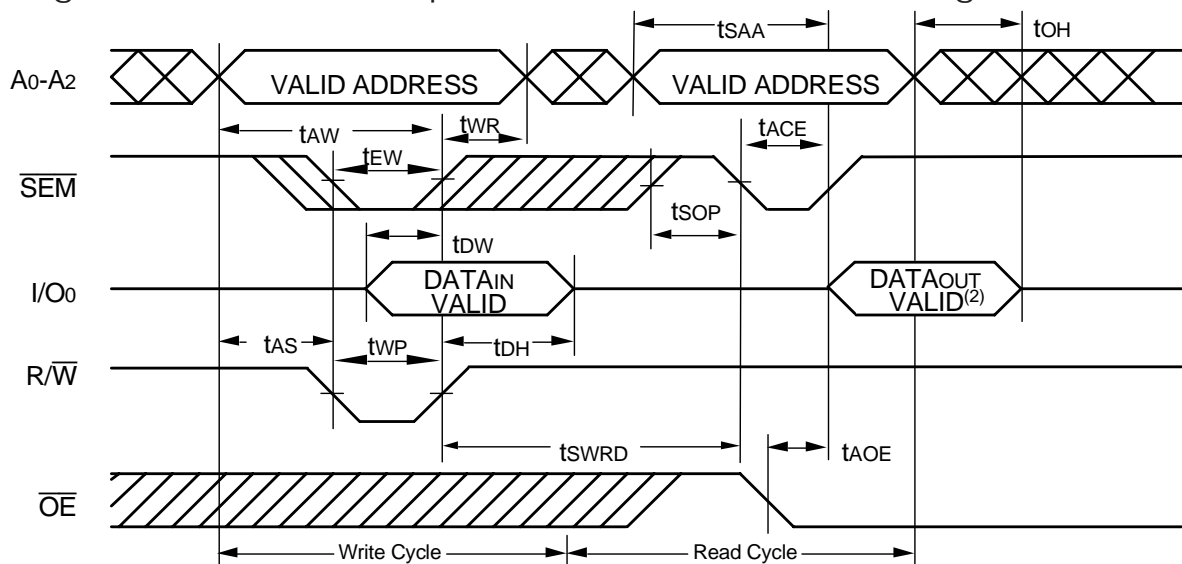 tSAA
tOH
A0-A2
VALID ADDRESS
VALID ADDRESS
tAW
tWR
tACE
tEW
SEM
tSOP
tDW
I/O0
DATAIN
VALID
DATAOUT
VALID(2)
tAS
tWP
tDH
R/W
tSWRD
tAOE
OE
Write Cycle
Read Cycle